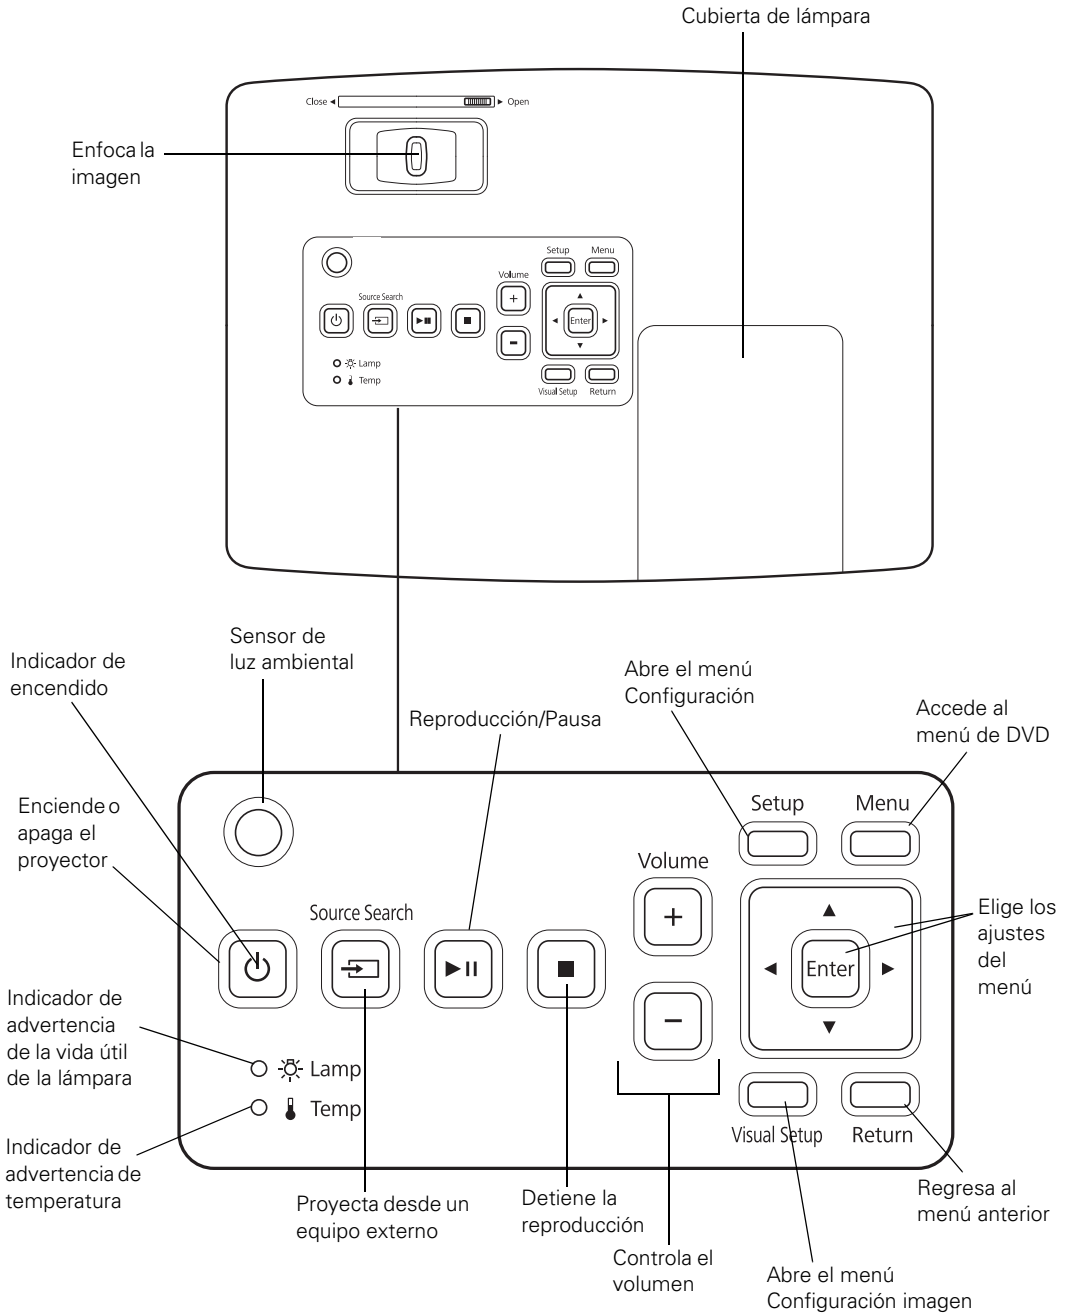 Cubierta de lámpara
Close ◄ ► Open
Enfoca la
imagen
Setup Menu
Volume
Source Search
+
Enter
-
Lamp
Temp
Visual Setup Return
Sensor de
luz ambiental
Indicador de
encendido
Abre el menú
Configuración
Reproducción/Pausa
Accede al
menú de DVD
Enciende o
apaga el
proyector
Setup Menu
Volume
Source Search
+
Elige los
ajustes
del
menú
Enter
-
Indicador de
advertencia
de la vida útil
de la lámpara
Lamp
Temp
Visual Setup Return
Indicador de
advertencia de
temperatura
Proyecta desde un
equipo externo
Detiene la
reproducción
Regresa al
menú anterior
Controla el
volumen
Abre el menú
Configuración imagen